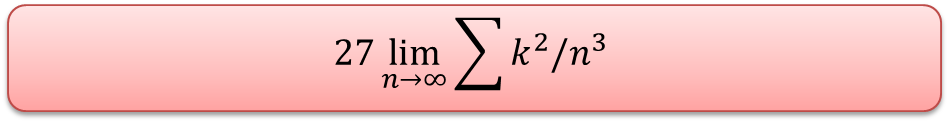 27 lim_{n→∞} ∑ k²/n³